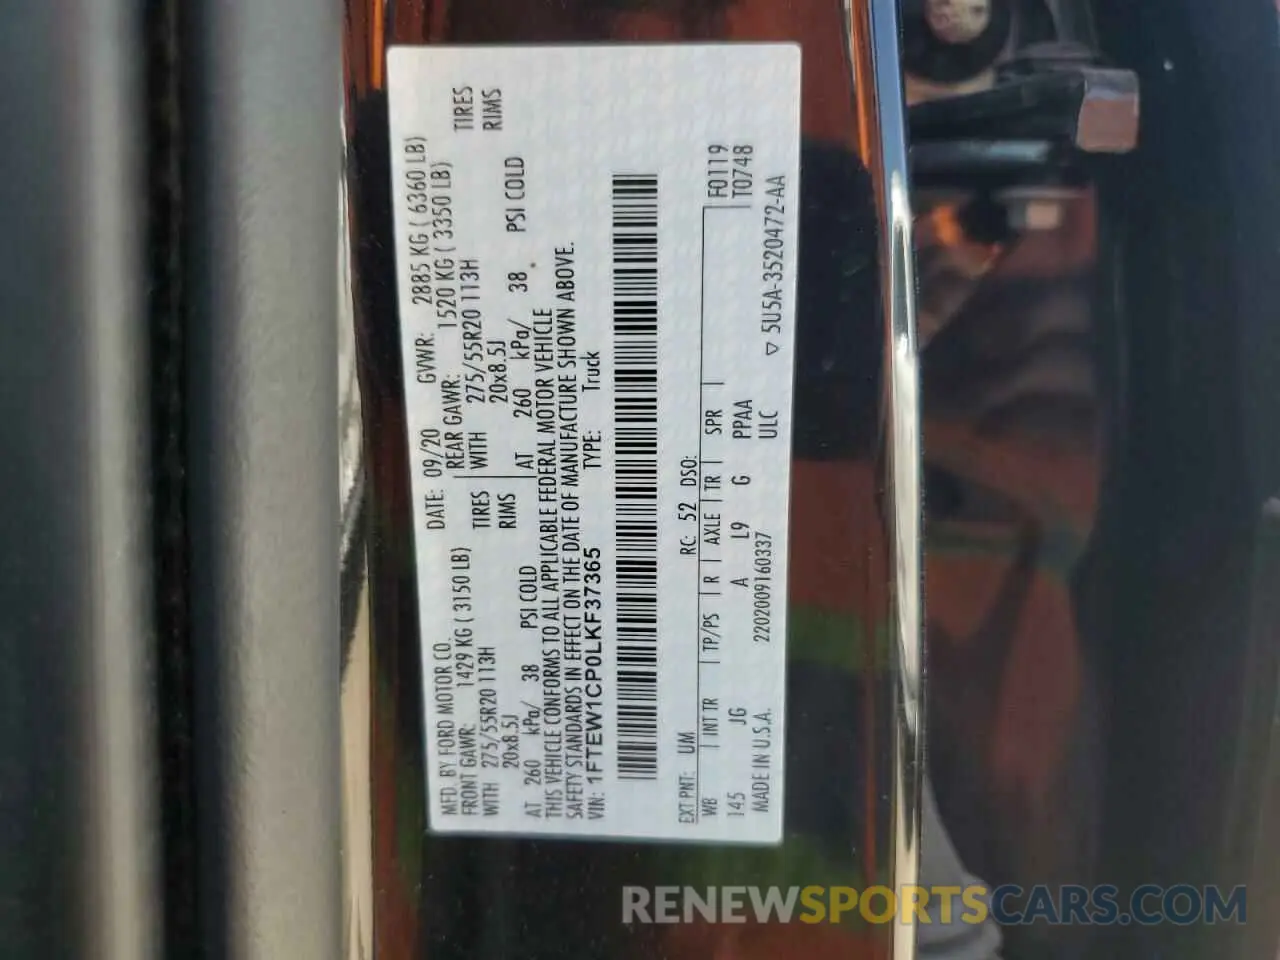 MFD. BY FORD MOTOR CO. DATE: 09/20 GVWR: 2885 KG ( 6360 LB)
FRONT GAWR: 1429 KG ( 3150 LB) REAR GAWR: 1520 KG ( 3350 LB)
WITH 275/55R20 113H TIRES WITH 275/55R20 113H TIRES
20x8.5J RIMS 20x8.5J RIMS
AT 260 kPa/ 38 PSI COLD AT 260 kPa/ 38 PSI COLD
THIS VEHICLE CONFORMS TO ALL APPLICABLE FEDERAL MOTOR VEHICLE
SAFETY STANDARDS IN EFFECT ON THE DATE OF MANUFACTURE SHOWN ABOVE.
VIN: 1FTEW1CP0LKF37365 TYPE: Truck
EXT PNT: UM RC: 52 DSO:
WB INT TR TP/PS R AXLE TR SPR F0119
145 JG A L9 G PPAA T0748
MADE IN U.S.A. 2202009160337 ULC ▽ 5U5A-3520472-AA
RENEWSPORTSCARS.COM